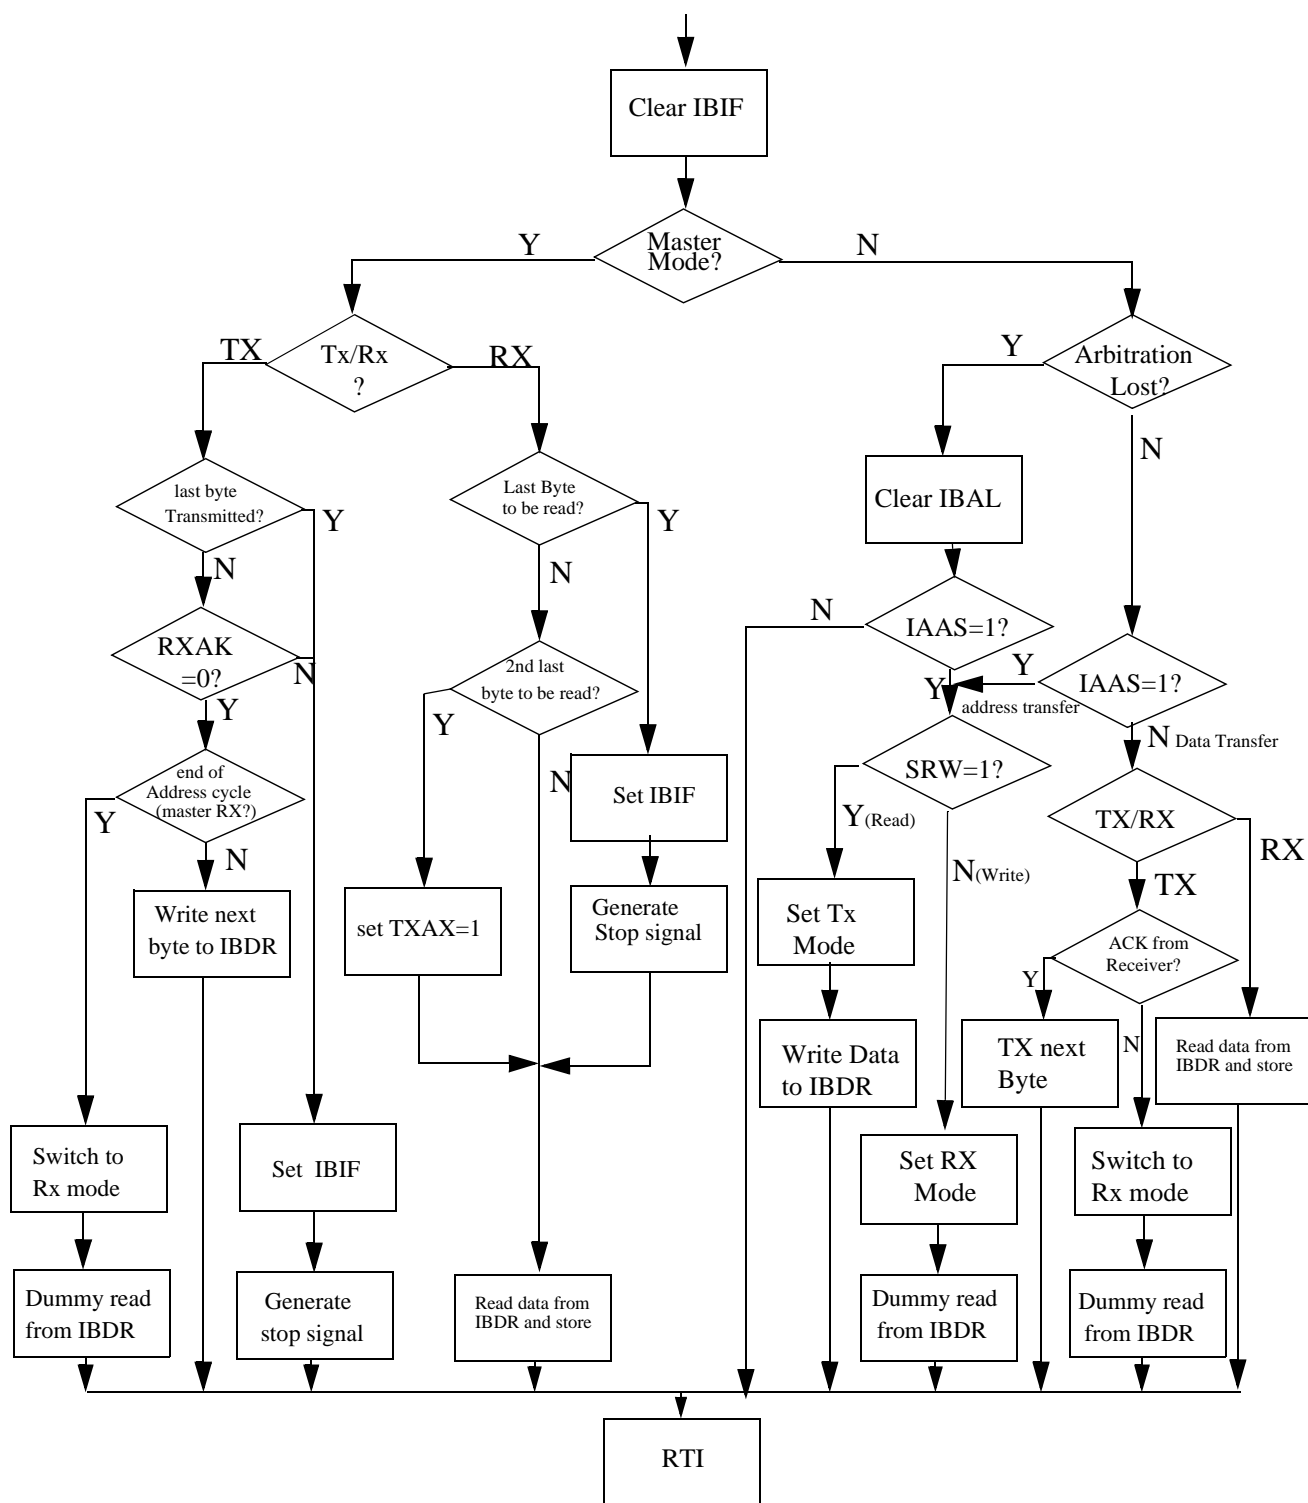 Clear IBIF
Master
Mode?
Y
N
TX
Tx/Rx
?
RX
Y
Arbitration
Lost?
N
last byte
Transmitted?
Y
N
Last Byte
to be read?
Y
N
Clear IBAL
RXAK
=0?
N
Y
2nd last
byte to be read?
Y
N
N
IAAS=1?
Y
Y
IAAS=1?
address transfer
N Data Transfer
end of
Address cycle
(master RX?)
Y
N
Set IBIF
SRW=1?
Y(Read)
N(Write)
TX/RX
RX
TX
Write next
byte to IBDR
set TXAX=1
Generate
Stop signal
Set Tx
Mode
ACK from
Receiver?
Y
N
Write Data
to IBDR
TX next
Byte
Read data from
IBDR and store
Switch to
Rx mode
Set IBIF
Set RX
Mode
Switch to
Rx mode
Dummy read
from IBDR
Generate
stop signal
Read data from
IBDR and store
Dummy read
from IBDR
Dummy read
from IBDR
RTI